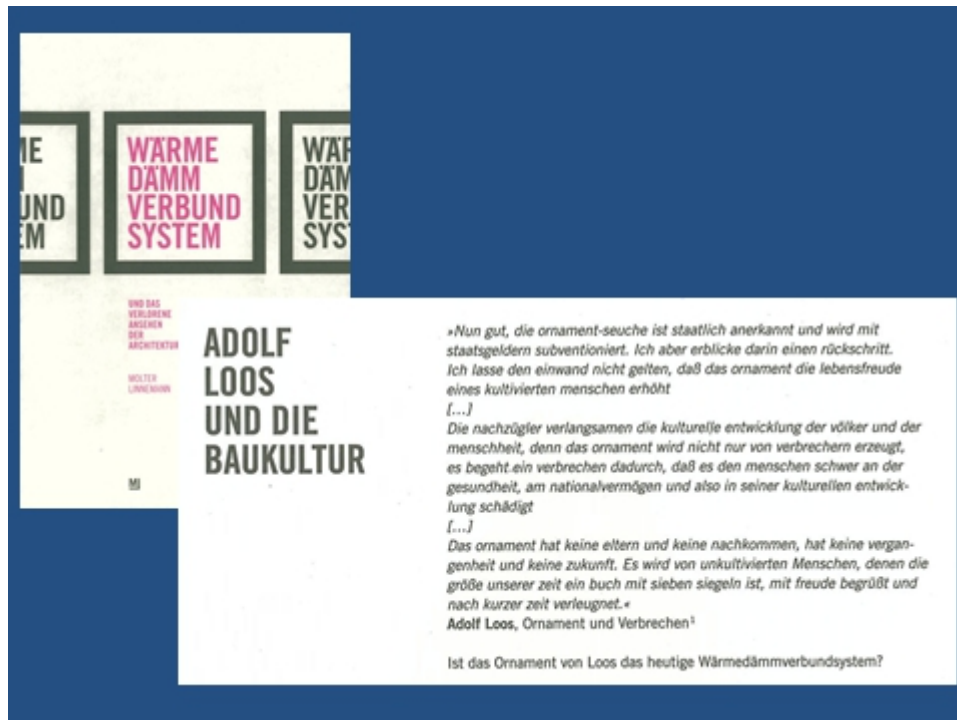 ME
M
UND
EM
WÄRME
DÄMM
VERBUND
SYSTEM
WÄR
DÄM
VER
SYS
UND DAS
VERLORENE
ANSEHEN
DER
ARCHITEKTUR
MOLTER
LINNEMANN
ADOLF
LOOS
UND DIE
BAUKULTUR
»Nun gut, die ornament-seuche ist staatlich anerkannt und wird mit
staatsgeldern subventioniert. Ich aber erblicke darin einen rückschritt.
Ich lasse den einwand nicht gelten, daß das ornament die lebensfreude
eines kultivierten menschen erhöht
[...]
Die nachzügler verlangsamen die kulturelle entwicklung der völker und der
menschheit, denn das ornament wird nicht nur von verbrechern erzeugt,
es begeht ein verbrechen dadurch, daß es den menschen schwer an der
gesundheit, am nationalvermögen und also in seiner kulturellen entwick-
lung schädigt
[...]
Das ornament hat keine eltern und keine nachkommen, hat keine vergan-
genheit und keine zukunft. Es wird von unkultivierten Menschen, denen die
größe unserer zeit ein buch mit sieben siegeln ist, mit freude begrüßt und
nach kurzer zeit verleugnet.«
Adolf Loos, Ornament und Verbrechen¹
Ist das Ornament von Loos das heutige Wärmedämmverbundsystem?